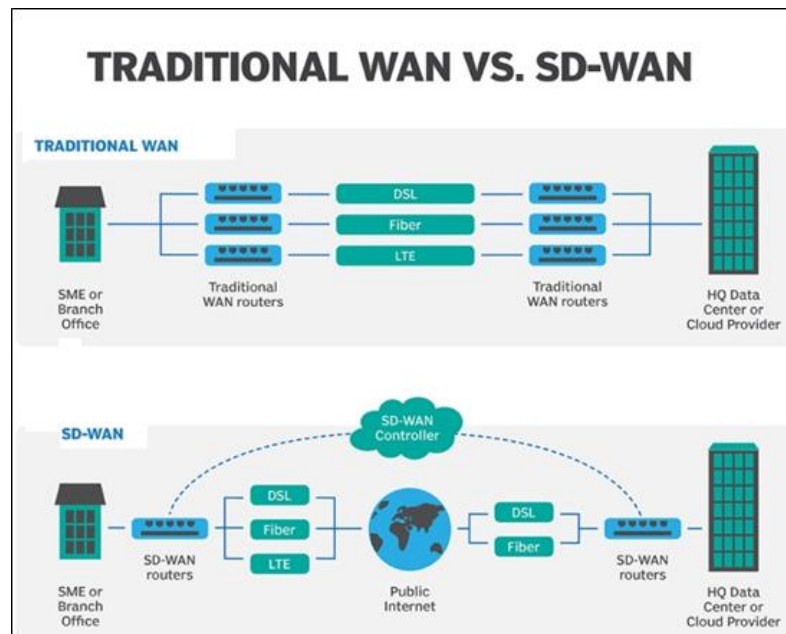 TRADITIONAL WAN VS. SD-WAN
TRADITIONAL WAN
DSL
Fiber
LTE
SME or
Branch
Office
Traditional
WAN routers
Traditional
WAN routers
HQ Data
Center or
Cloud Provider
SD-WAN
SD-WAN
Controller
DSL
Fiber
LTE
DSL
Fiber
SME or
Branch
Office
SD-WAN
routers
Public
Internet
SD-WAN
routers
HQ Data
Center or
Cloud Provider